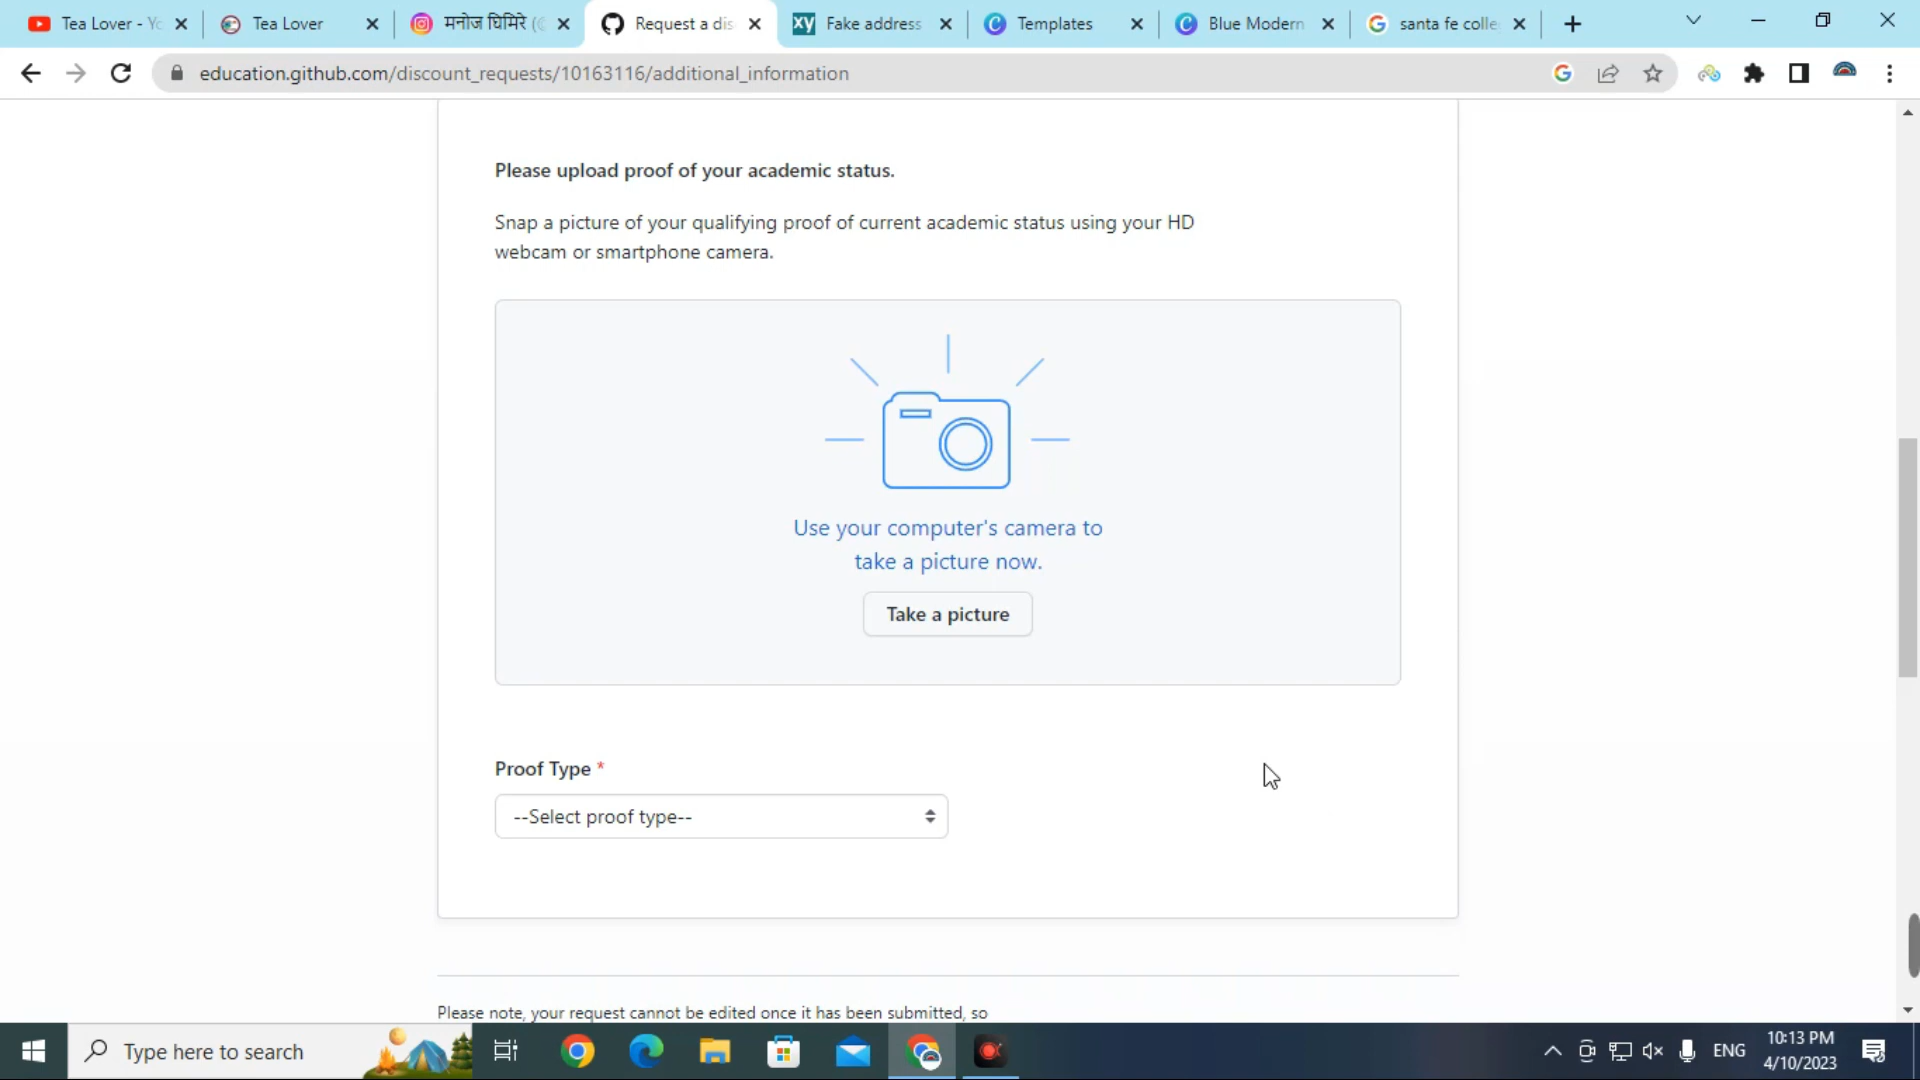 Tea Lover - Yo
Tea Lover
मनोज घिमिरे (@
Request a dis
Fake address
Templates
Blue Modern
santa fe colle
education.github.com/discount_requests/10163116/additional_information
Please upload proof of your academic status.
Snap a picture of your qualifying proof of current academic status using your HD
webcam or smartphone camera.
Use your computer's camera to
take a picture now.
Take a picture
Proof Type *
--Select proof type--
Please note, your request cannot be edited once it has been submitted, so
Type here to search
ENG
10:13 PM
4/10/2023